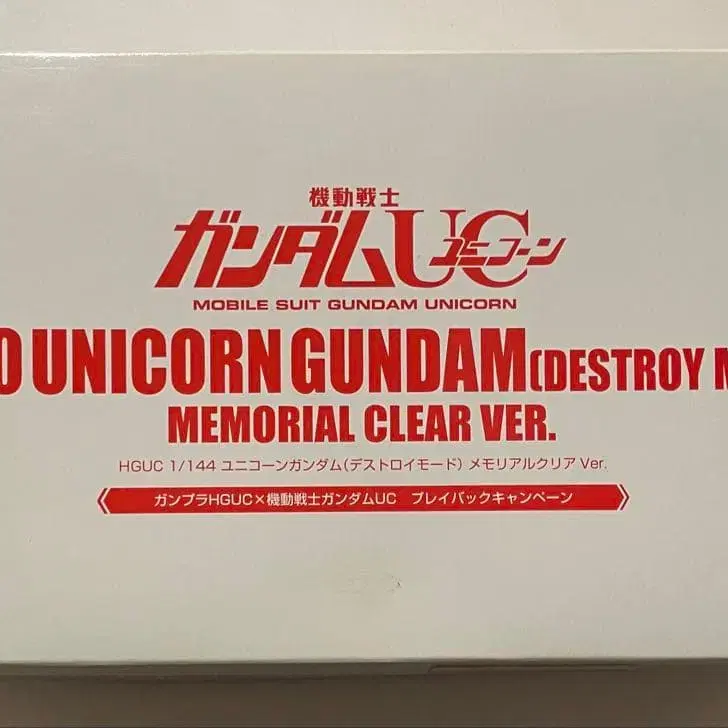 機動戦士
ガンダムUC ユニコーン
MOBILE SUIT GUNDAM UNICORN
0 UNICORN GUNDAM(DESTROY M
MEMORIAL CLEAR VER.
HGUC 1/144 ユニコーンガンダム(デストロイモード) メモリアルクリア Ver.
ガンプラHGUC×機動戦士ガンダムUC プレイバックキャンペーン